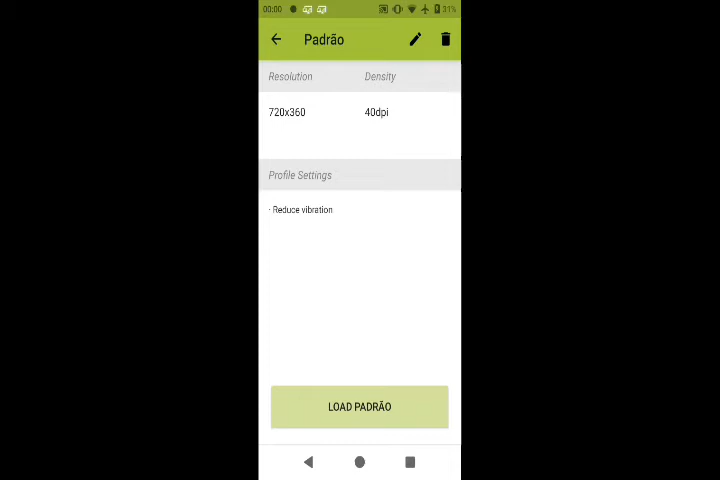 00:00 31%
Padrão
Resolution Density
720x360 40dpi
Profile Settings
· Reduce vibration
LOAD PADRÃO